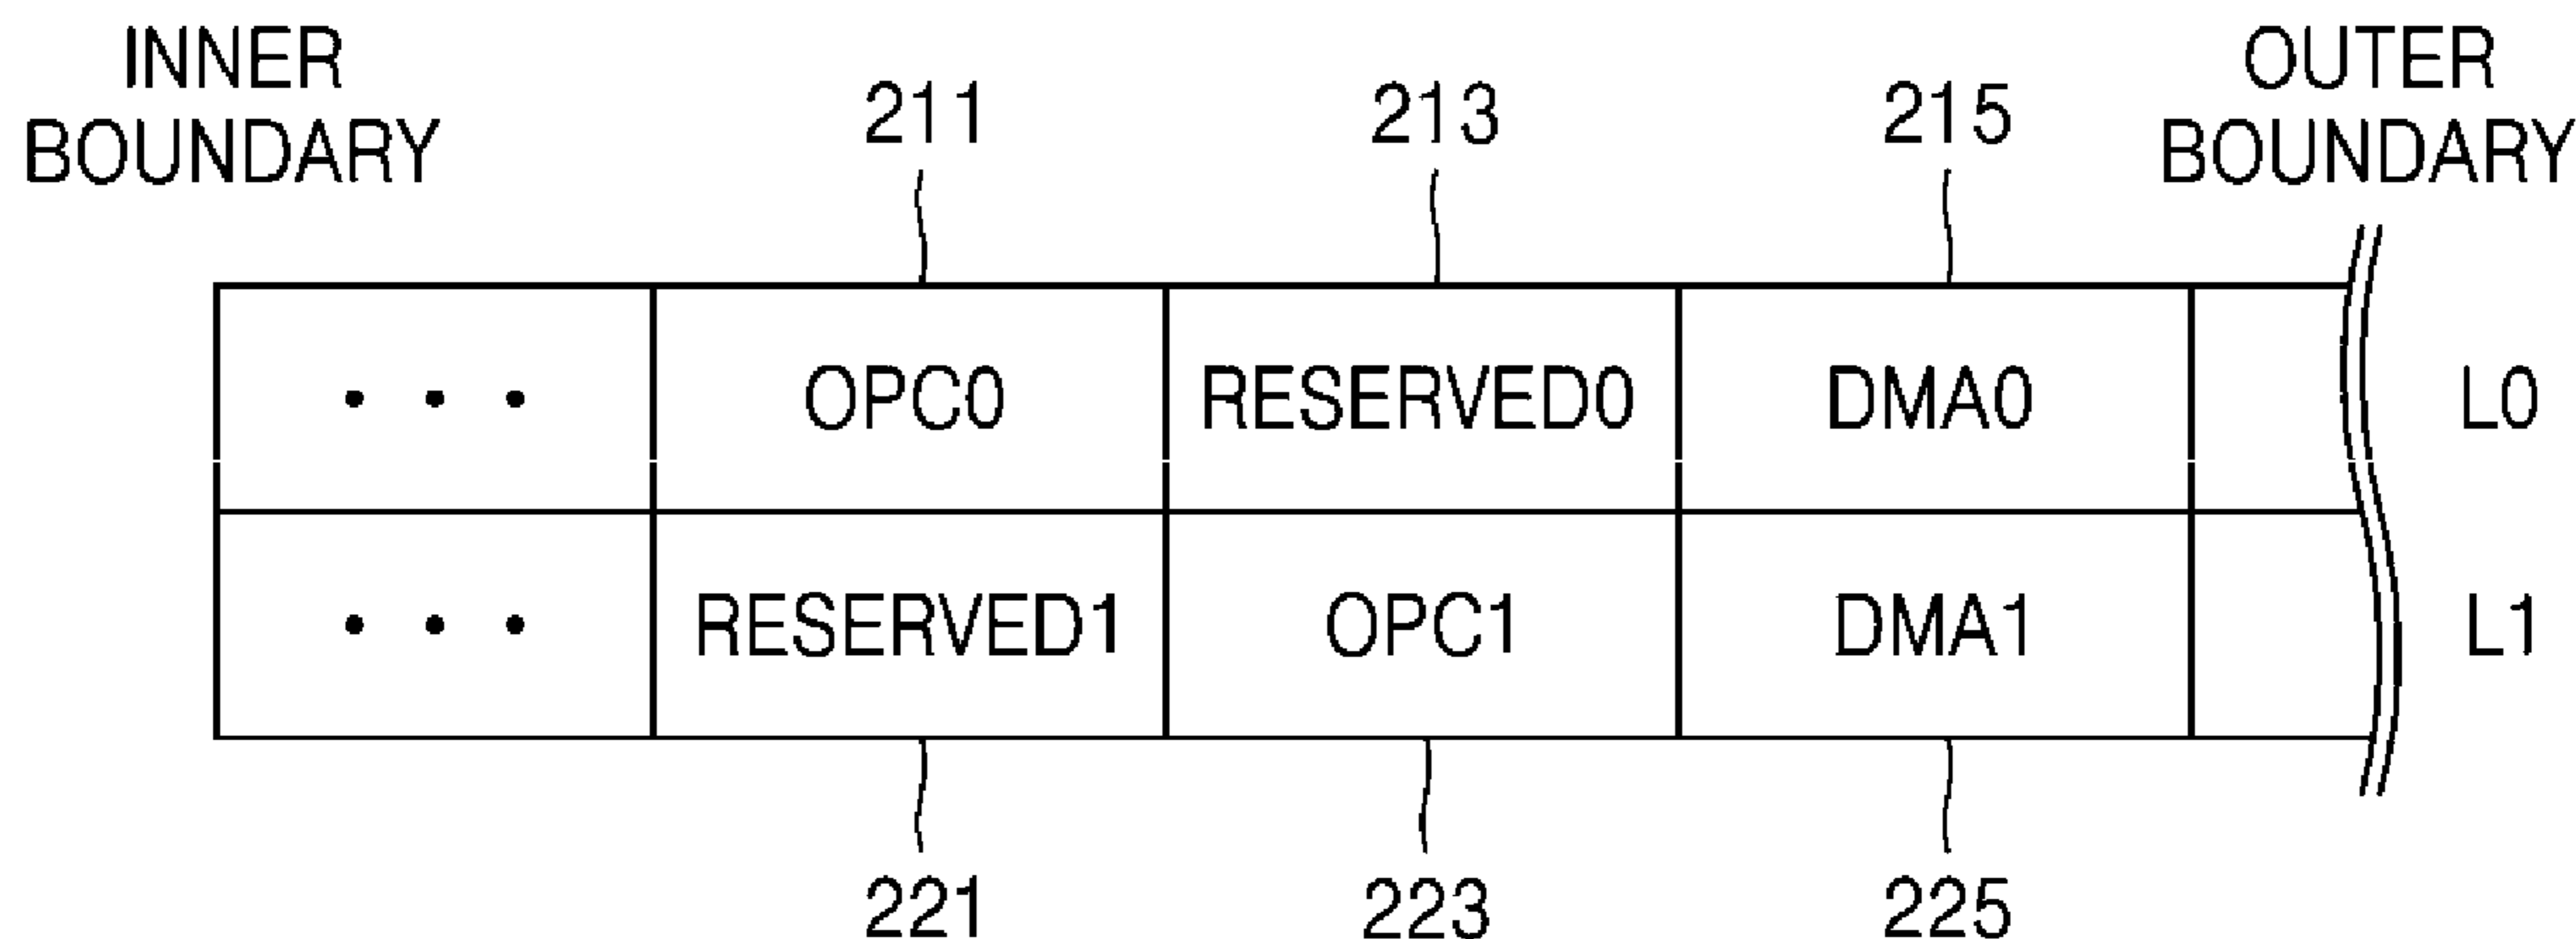 INNER
BOUNDARY
211
213
215
OUTER
BOUNDARY
• • •
OPC0
RESERVED0
DMA0
L0
• • •
RESERVED1
OPC1
DMA1
L1
221
223
225